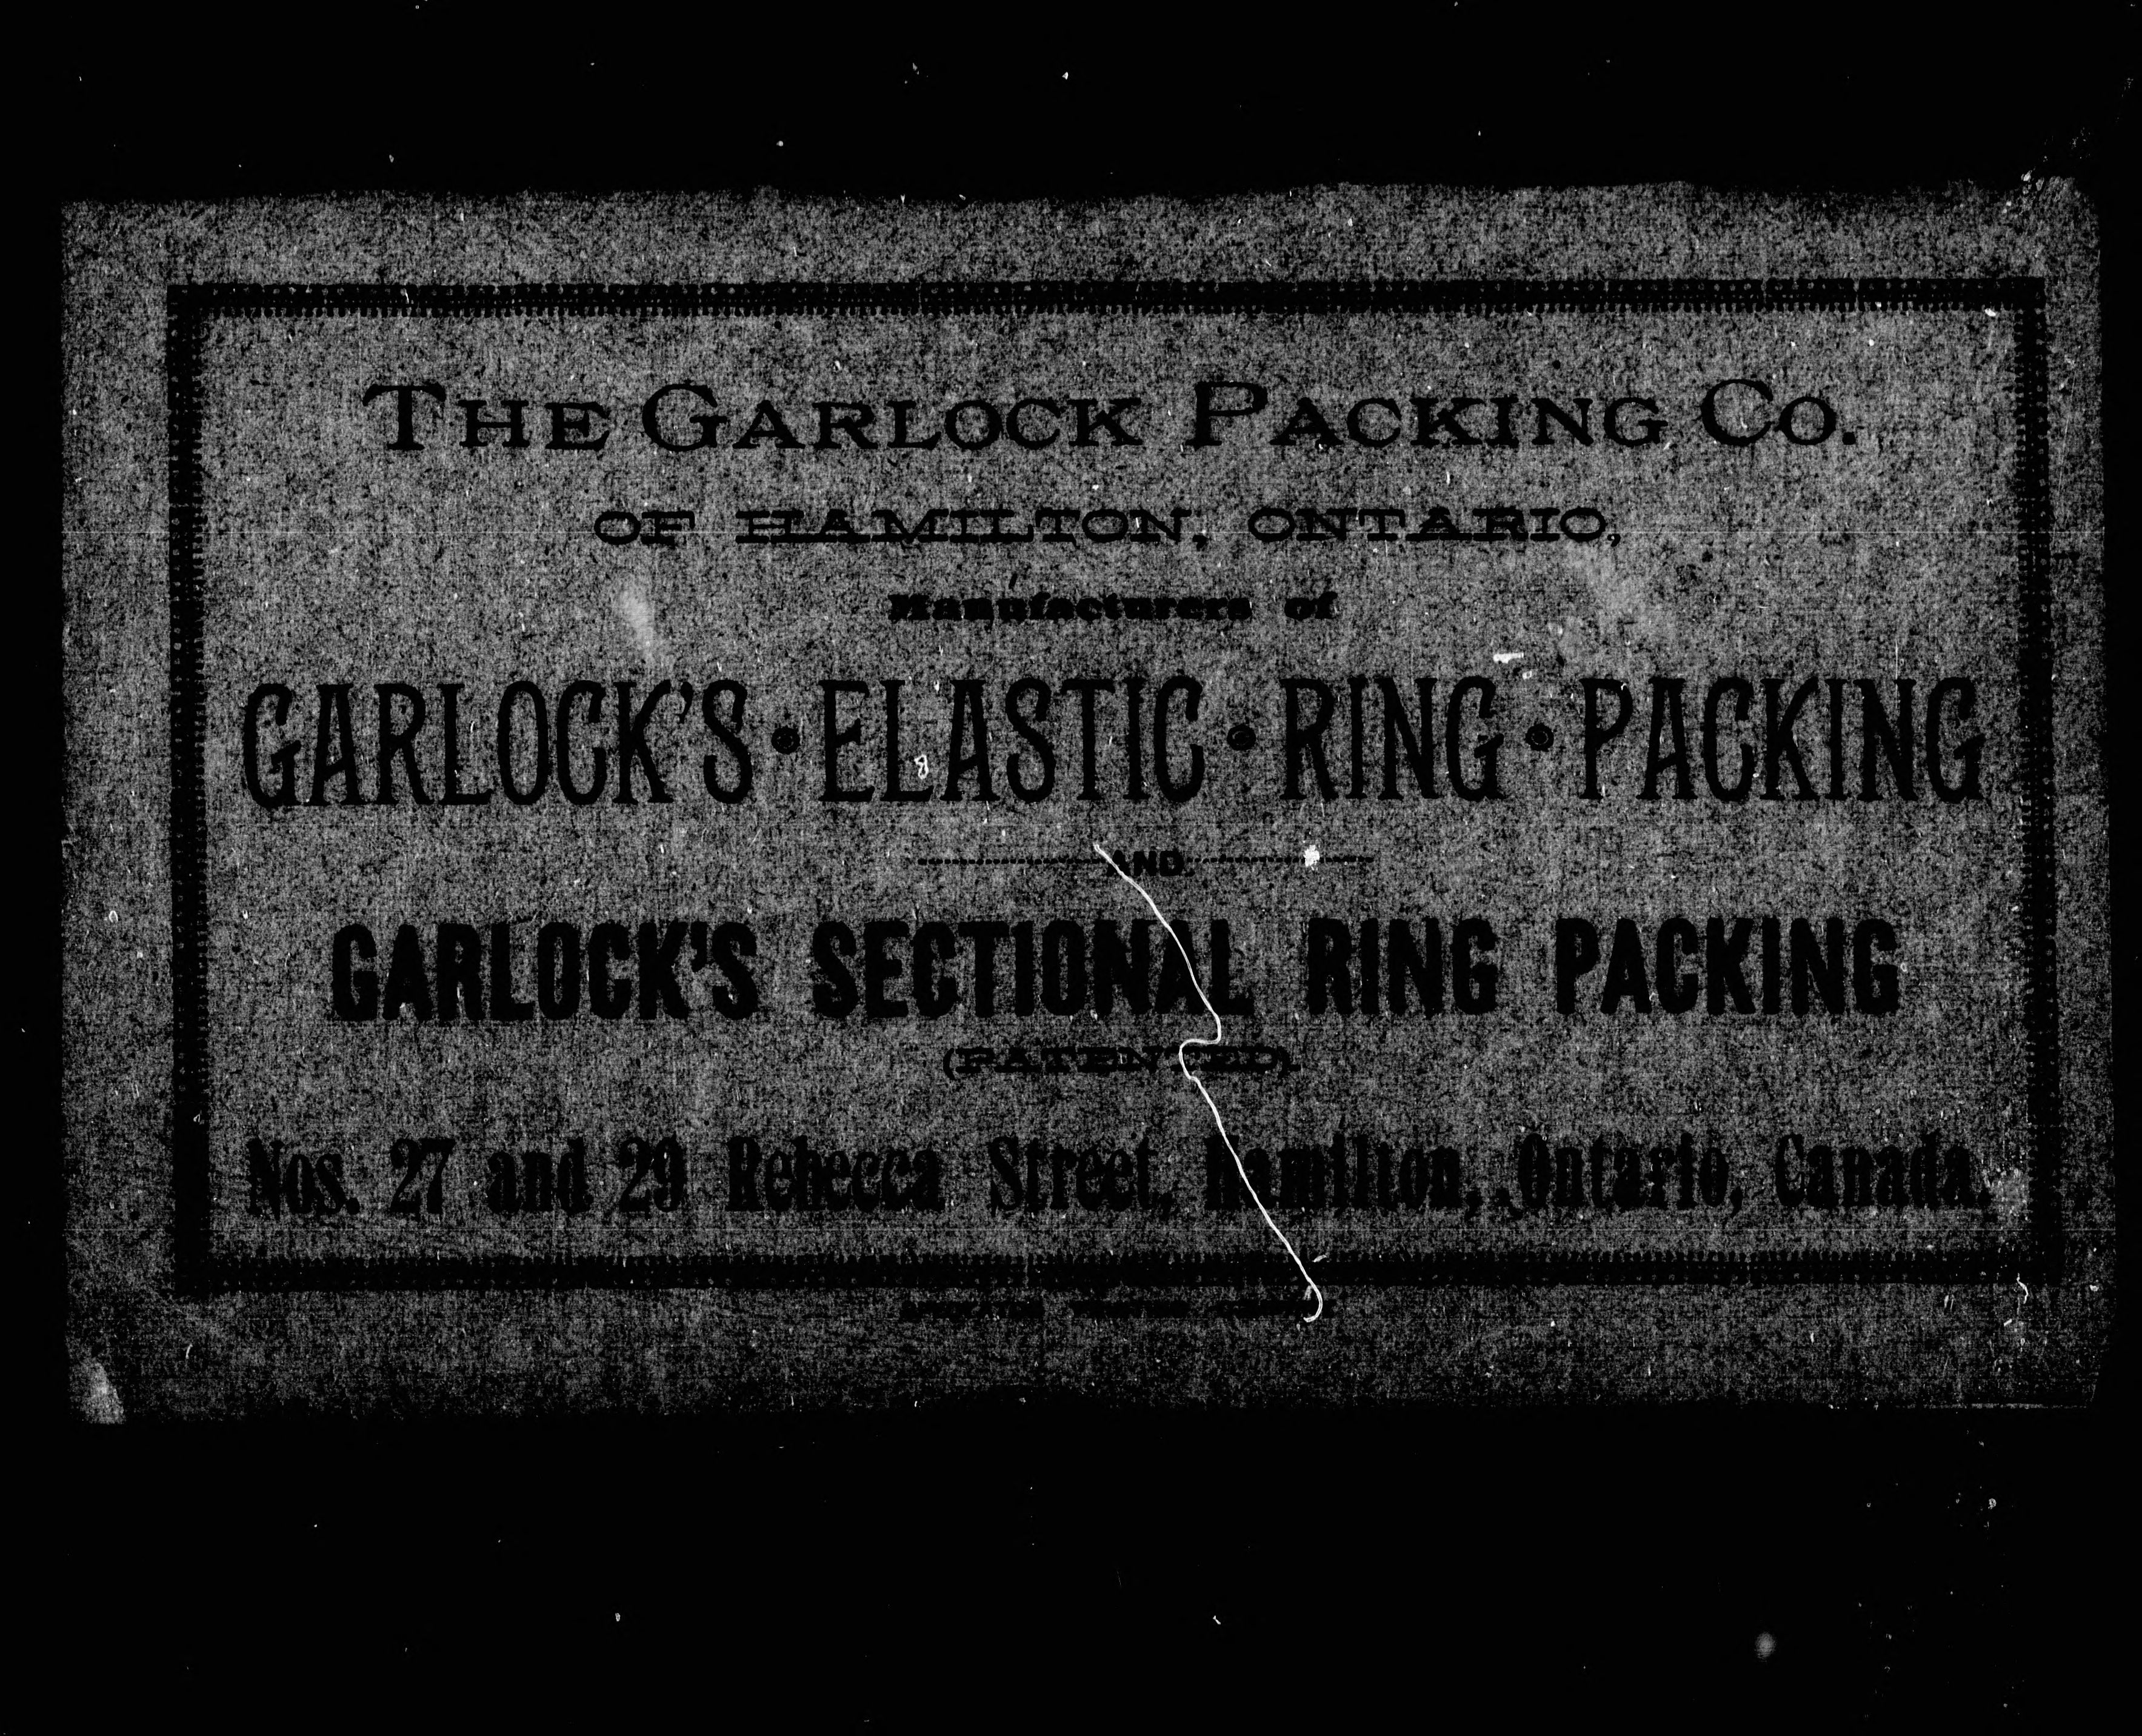 THE GARLOCK PACKING CO.
OF HAMILTON, ONTARIO,
Manufacturers of
GARLOCK'S • ELASTIC • RING • PACKING
AND
GARLOCK'S SECTIONAL RING PACKING
(PATENTED).
Nos. 27 and 29 Rebecca Street, Hamilton, Ontario, Canada.